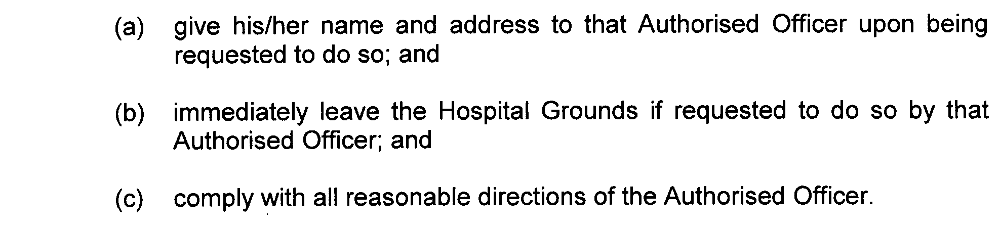 (a) give his/her name and address to that Authorised Officer upon being
requested to do so; and
(b) immediately leave the Hospital Grounds if requested to do so by that
Authorised Officer; and
(c) comply with all reasonable directions of the Authorised Officer.